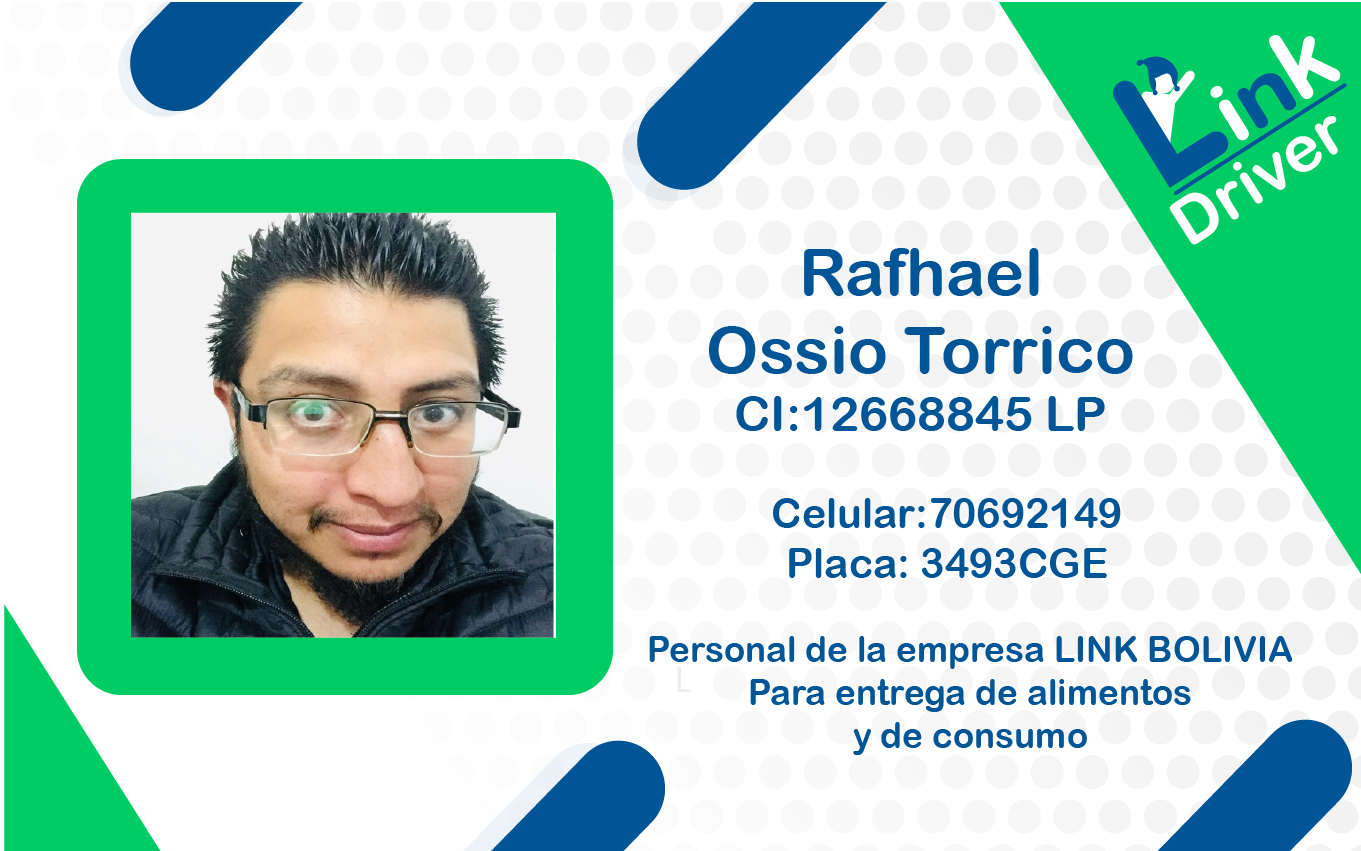 Link
Driver
Rafhael
Ossio Torrico
CI:12668845 LP
Celular:70692149
Placa: 3493CGE
Personal de la empresa LINK BOLIVIA
L
Para entrega de alimentos
y de consumo